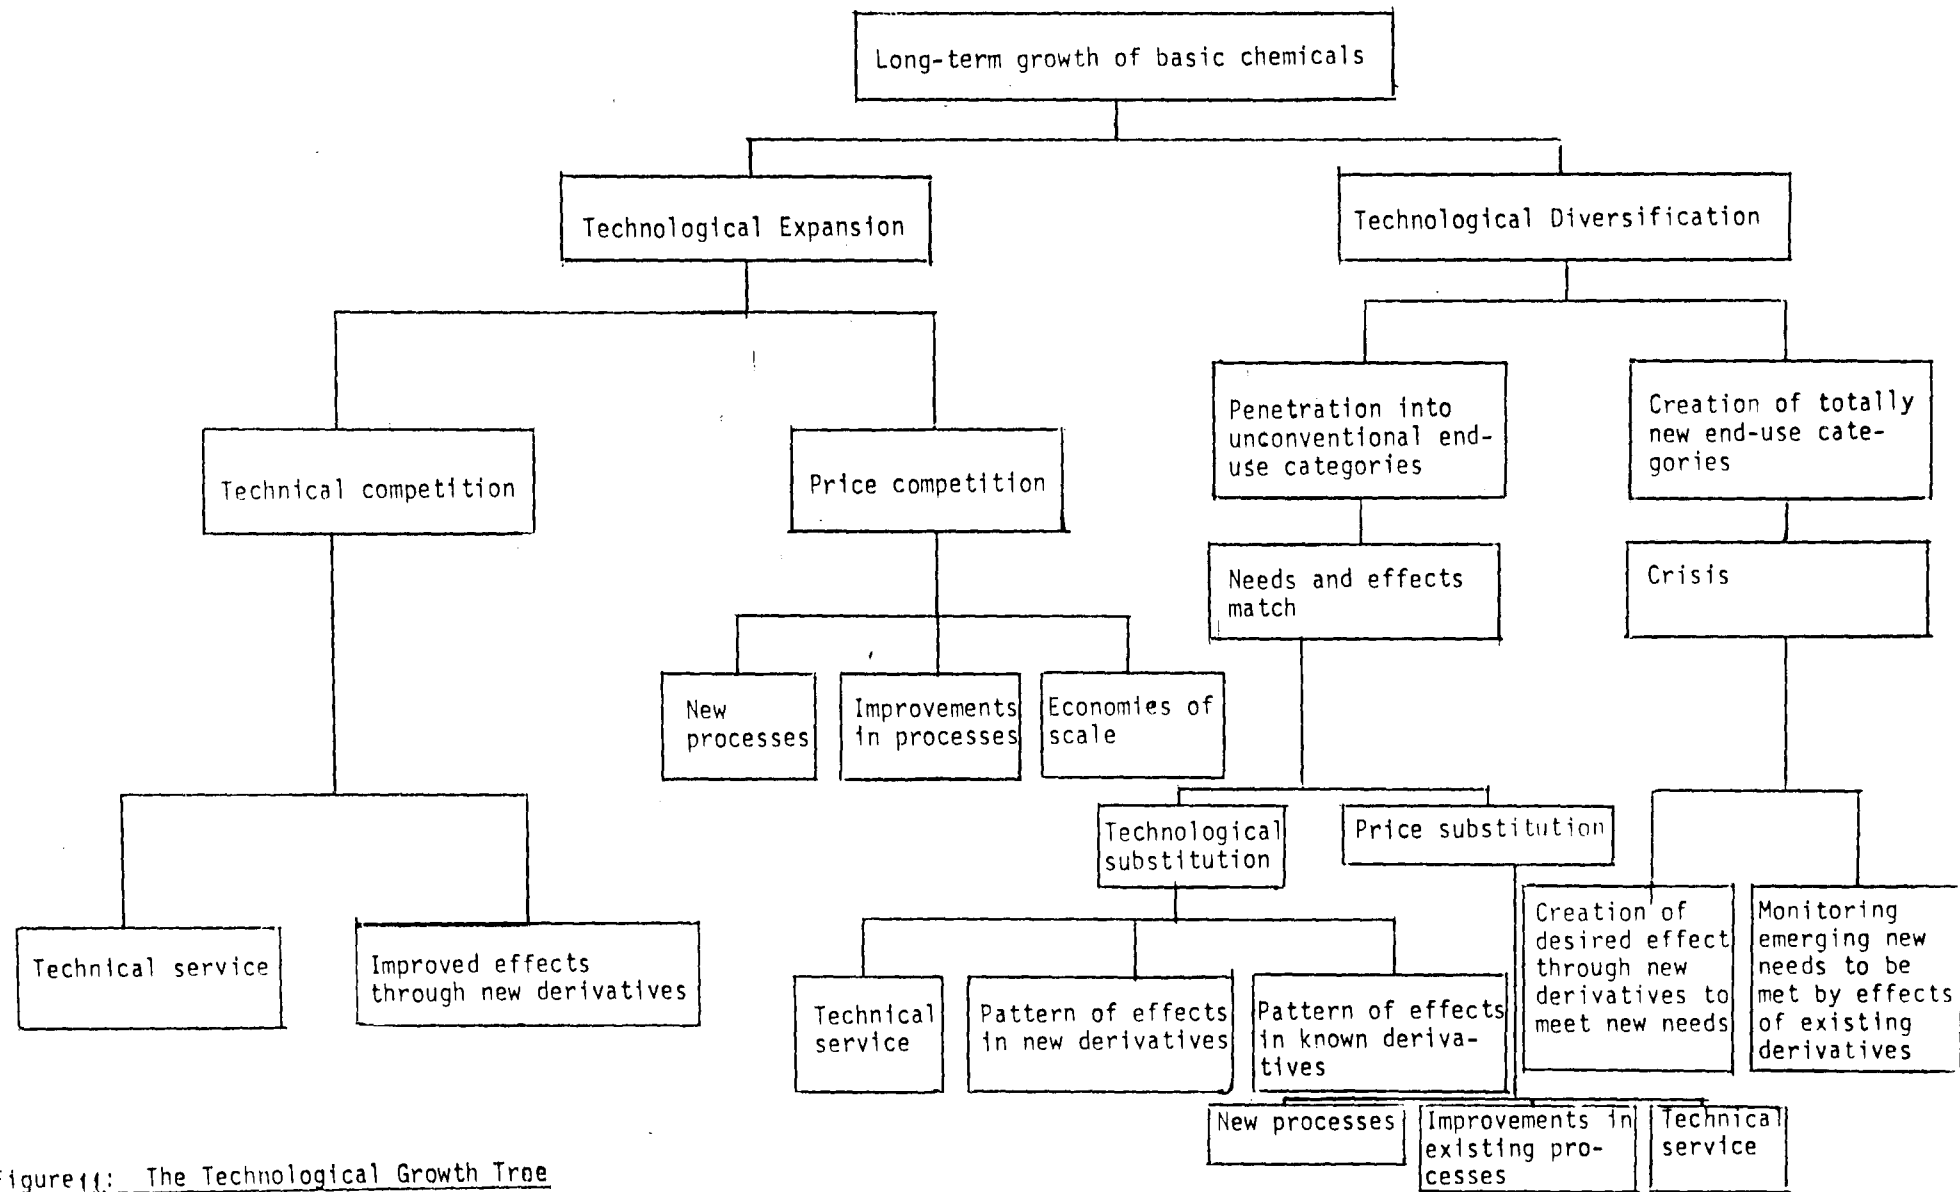 Long-term growth of basic chemicals
Technological Expansion
Technological Diversification
Technical competition
Price competition
Penetration into
unconventional end-
use categories
Creation of totally
new end-use cate-
gories
Needs and effects
match
Crisis
New
processes
Improvements
in processes
Economies of
scale
Technological
substitution
Price substitution
Technical service
Improved effects
through new derivatives
Technical
service
Pattern of effects
in new derivatives
Pattern of effects
in known deriva-
tives
Creation of
desired effect
through new
derivatives to
meet new needs
Monitoring
emerging new
needs to be
met by effects
of existing
derivatives
New processes
Improvements in
existing pro-
cesses
Technical
service
igure 11: The Technological Growth Tree